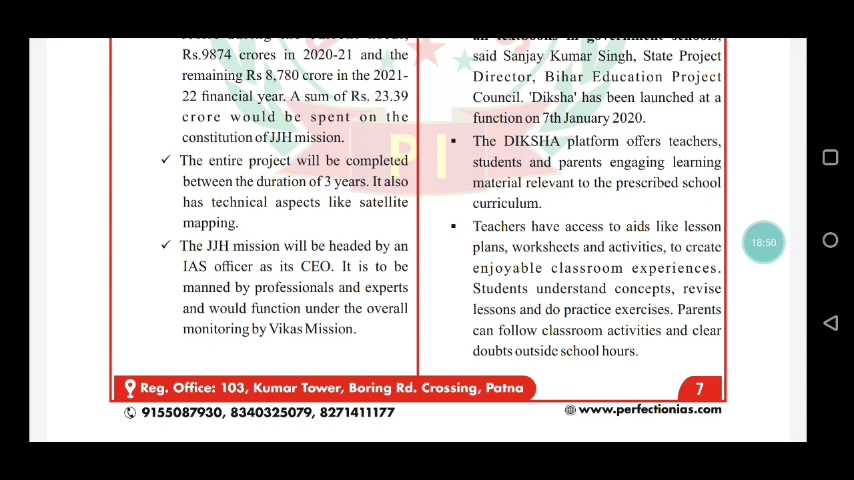 Rs.9874 crores in 2020-21 and the
remaining Rs 8,780 crore in the 2021-
22 financial year. A sum of Rs. 23.39
crore would be spent on the
constitution of JJH mission.
✓ The entire project will be completed
between the duration of 3 years. It also
has technical aspects like satellite
mapping.
✓ The JJH mission will be headed by an
IAS officer as its CEO. It is to be
manned by professionals and experts
and would function under the overall
monitoring by Vikas Mission.
all textbooks in government schools,
said Sanjay Kumar Singh, State Project
Director, Bihar Education Project
Council. 'Diksha' has been launched at a
function on 7th January 2020.
▪ The DIKSHA platform offers teachers,
students and parents engaging learning
material relevant to the prescribed school
curriculum.
▪ Teachers have access to aids like lesson
plans, worksheets and activities, to create
enjoyable classroom experiences.
Students understand concepts, revise
lessons and do practice exercises. Parents
can follow classroom activities and clear
doubts outside school hours.
PI
18:50
Reg. Office: 103, Kumar Tower, Boring Rd. Crossing, Patna
7
9155087930, 8340325079, 8271411177
www.perfectionias.com